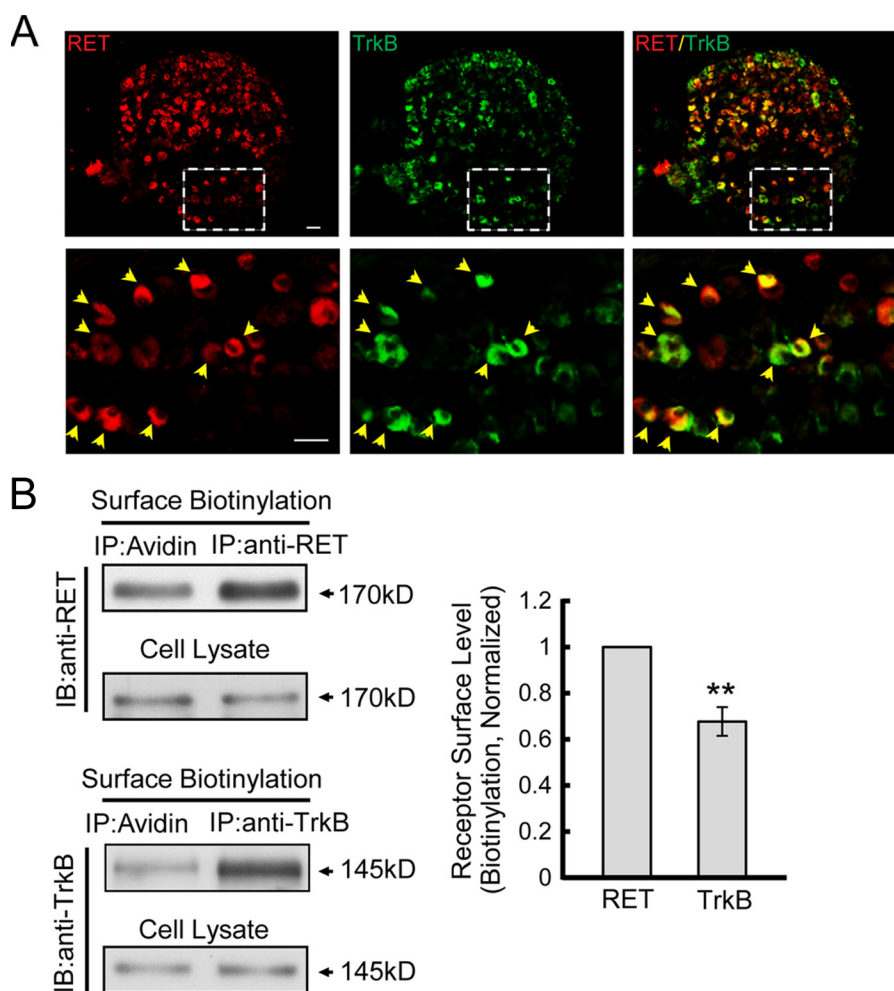 A
RET
TrkB
RET/TrkB
B
Surface Biotinylation
IP:Avidin IP:anti-RET
IB:anti-RET
170kD
Cell Lysate
170kD
Surface Biotinylation
IP:Avidin IP:anti-TrkB
IB:anti-TrkB
145kD
Cell Lysate
145kD
Receptor Surface Level
(Biotinylation, Normalized)
1.2
1
0.8
0.6
0.4
0.2
0
**
RET TrkB